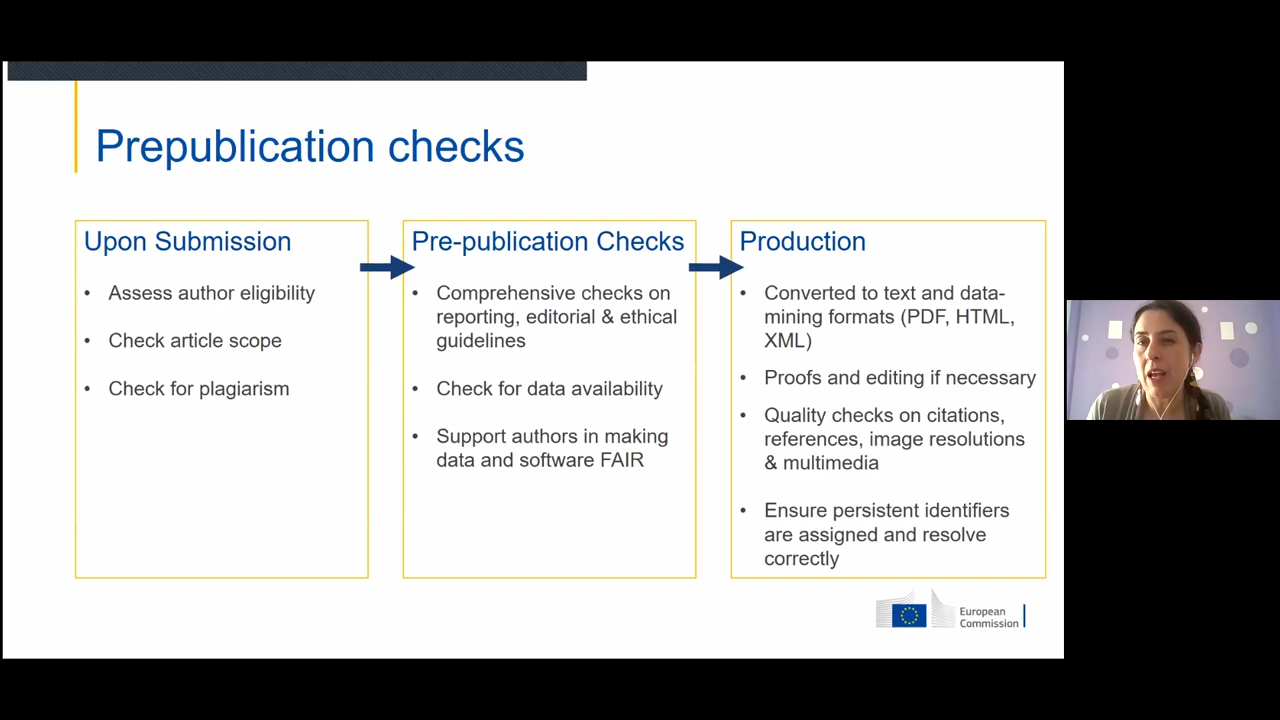 Prepublication checks
Upon Submission
• Assess author eligibility
• Check article scope
• Check for plagiarism
Pre-publication Checks
• Comprehensive checks on
reporting, editorial & ethical
guidelines
• Check for data availability
• Support authors in making
data and software FAIR
Production
• Converted to text and data-
mining formats (PDF, HTML,
XML)
• Proofs and editing if necessary
• Quality checks on citations,
references, image resolutions
& multimedia
• Ensure persistent identifiers
are assigned and resolve
correctly
European
Commission